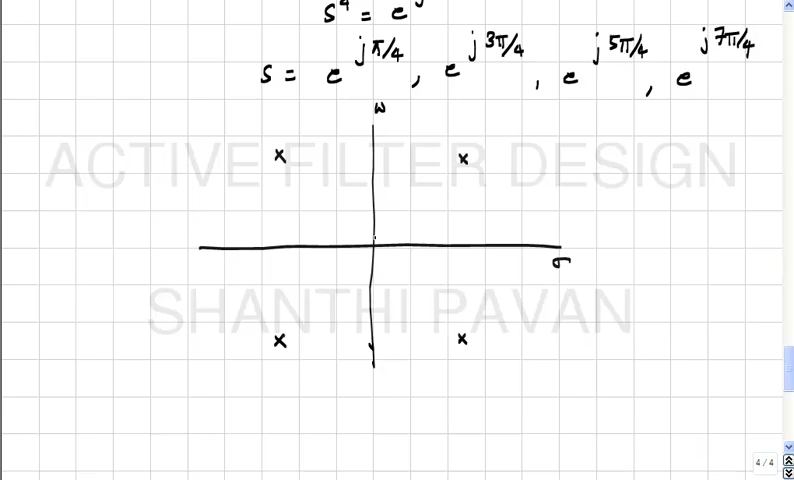 s⁴ = e^j
s = e^jπ/4, e^j3π/4, e^j5π/4, e^j7π/4
ω
x x
ACTIVE FILTER DESIGN
σ
SHANTHI PAVAN
x x
4 / 4